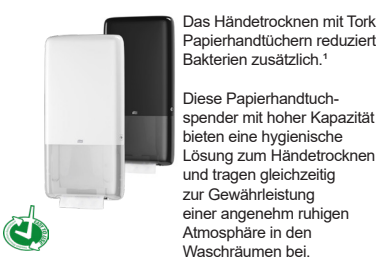 Das Händetrocknen mit Tork
Papierhandtüchern reduziert
Bakterien zusätzlich.¹
Diese Papierhandtuch-
spender mit hoher Kapazität
bieten eine hygienische
Lösung zum Händetrocknen
und tragen gleichzeitig
zur Gewährleistung
einer angenehm ruhigen
Atmosphäre in den
Waschräumen bei.